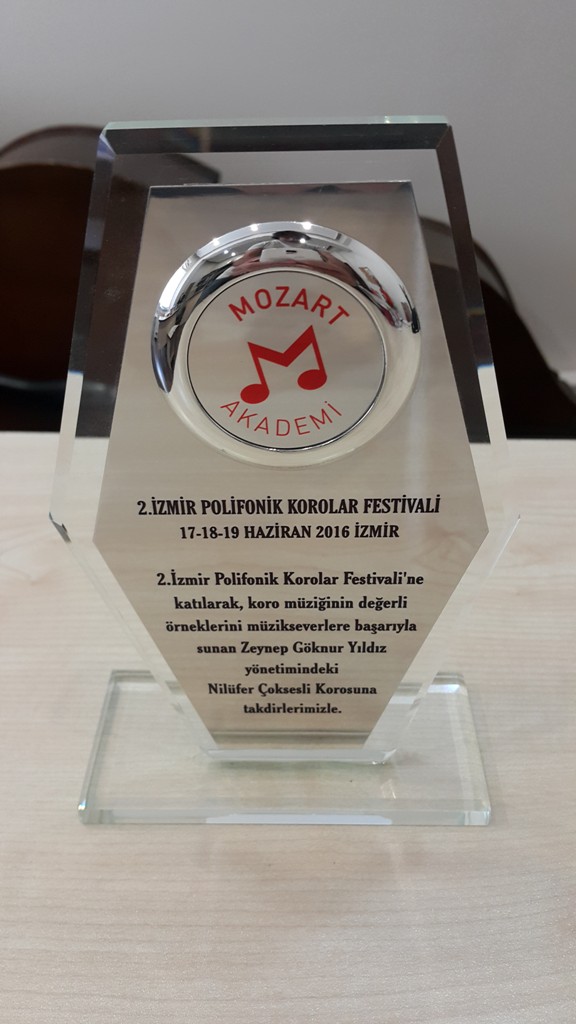 MOZART
AKADEMİ
2.İZMİR POLİFONİK KOROLAR FESTİVALİ
17-18-19 HAZİRAN 2016 İZMİR
2.İzmir Polifonik Korolar Festivali'ne
katılarak, koro müziğinin değerli
örneklerini müzikseverlere başarıyla
sunan Zeynep Göknur Yıldız
yönetimindeki
Nilüfer Çoksesli Korosuna
takdirlerimizle.